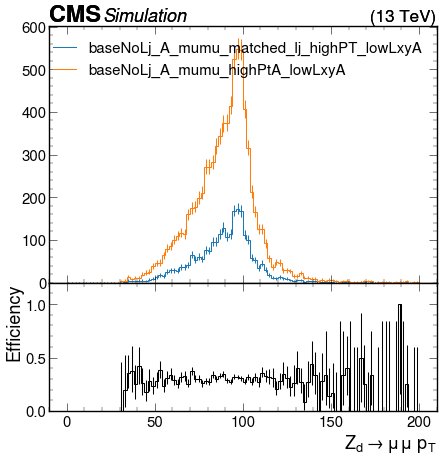 CMS Simulation (13 TeV)
600
baseNoLj_A_mumu_matched_lj_highPT_lowLxyA
baseNoLj_A_mumu_highPtA_lowLxyA
500
400
300
200
100
0
Efficiency
1.0
0.5
0.0
0 50 100 150 200
Z_d → μ μ p_T